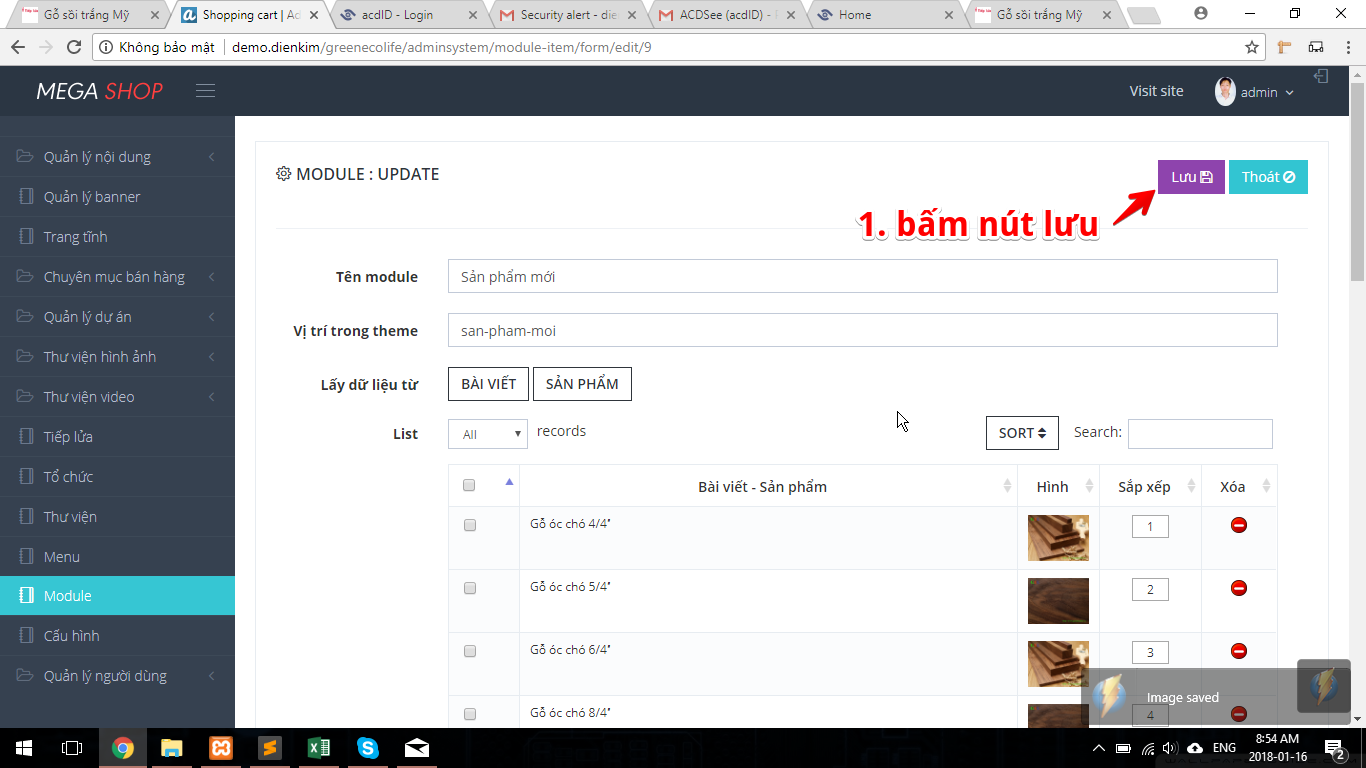 Gỗ sồi trắng Mỹ
Shopping cart | Ad
acdID - Login
Security alert - die
ACDSee (acdID) -
Home
Gỗ sồi trắng Mỹ
Không bảo mật
demo.dienkim/greenecolife/adminsystem/module-item/form/edit/9
MEGA SHOP
Visit site
admin
Quản lý nội dung
Quản lý banner
Trang tĩnh
Chuyên mục bán hàng
Quản lý dự án
Thư viện hình ảnh
Thư viện video
Tiếp lửa
Tổ chức
Thư viện
Menu
Module
Cấu hình
Quản lý người dùng
MODULE : UPDATE
Lưu
Thoát
1. bấm nút lưu
Tên module
Sản phẩm mới
Vị trí trong theme
san-pham-moi
Lấy dữ liệu từ
BÀI VIẾT
SẢN PHẨM
List
All
records
SORT
Search:
Bài viết - Sản phẩm
Hình
Sắp xếp
Xóa
Gỗ óc chó 4/4"
1
Gỗ óc chó 5/4"
2
Gỗ óc chó 6/4"
3
Gỗ óc chó 8/4"
4
Image saved
ENG
8:54 AM
2018-01-16
2